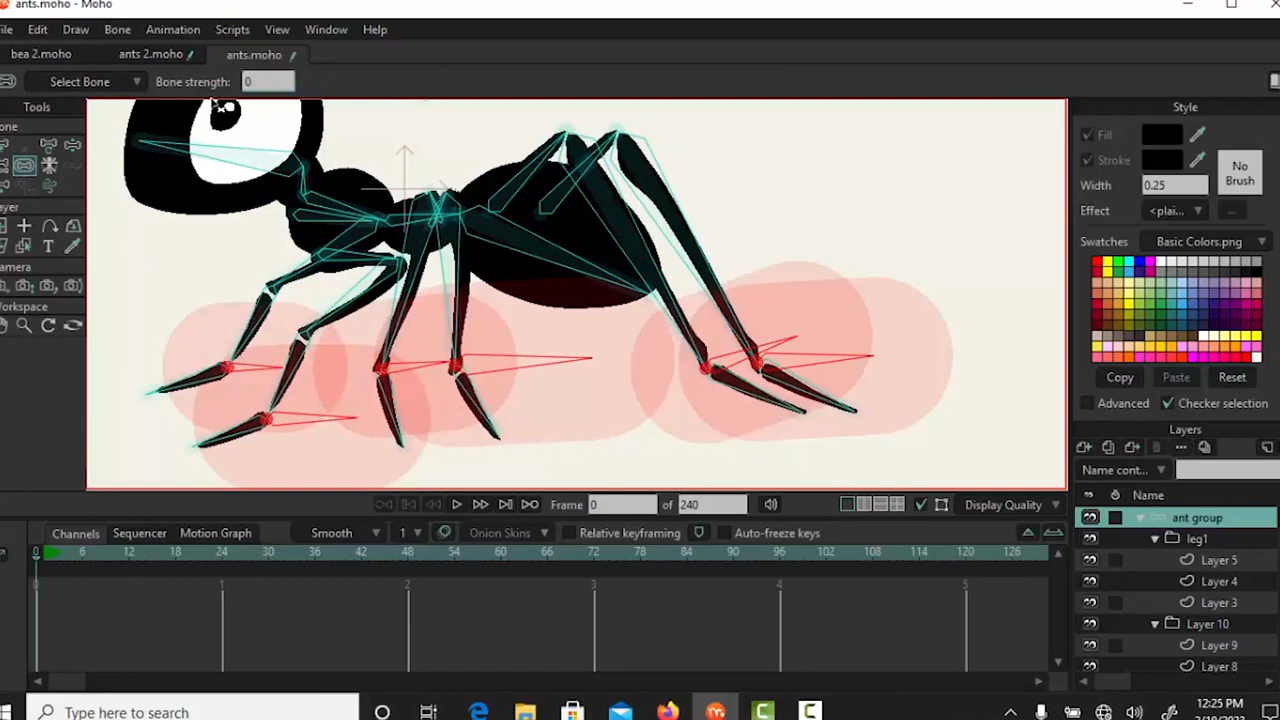 ants.moho - Moho
File Edit Draw Bone Animation Scripts View Window Help
bea 2.moho ants 2.moho ants.moho
Select Bone Bone strength: 0
Tools
one
ayer
amera
orkspace
Style
Fill
Stroke
No Brush
Width 0.25
Effect <plai... ...
Swatches Basic Colors.png
Copy Paste Reset
Advanced Checker selection
Layers
Name cont...
Name
ant group
leg1
Layer 5
Layer 4
Layer 3
Layer 10
Layer 9
Layer 8
Frame 0 of 240 Display Quality
Channels Sequencer Motion Graph Smooth 1 Onion Skins Relative keyframing Auto-freeze keys
0 6 12 18 24 30 36 42 48 54 60 66 72 78 84 90 96 102 108 114 120 126
0 1 2 3 4 5
Type here to search
12:25 PM